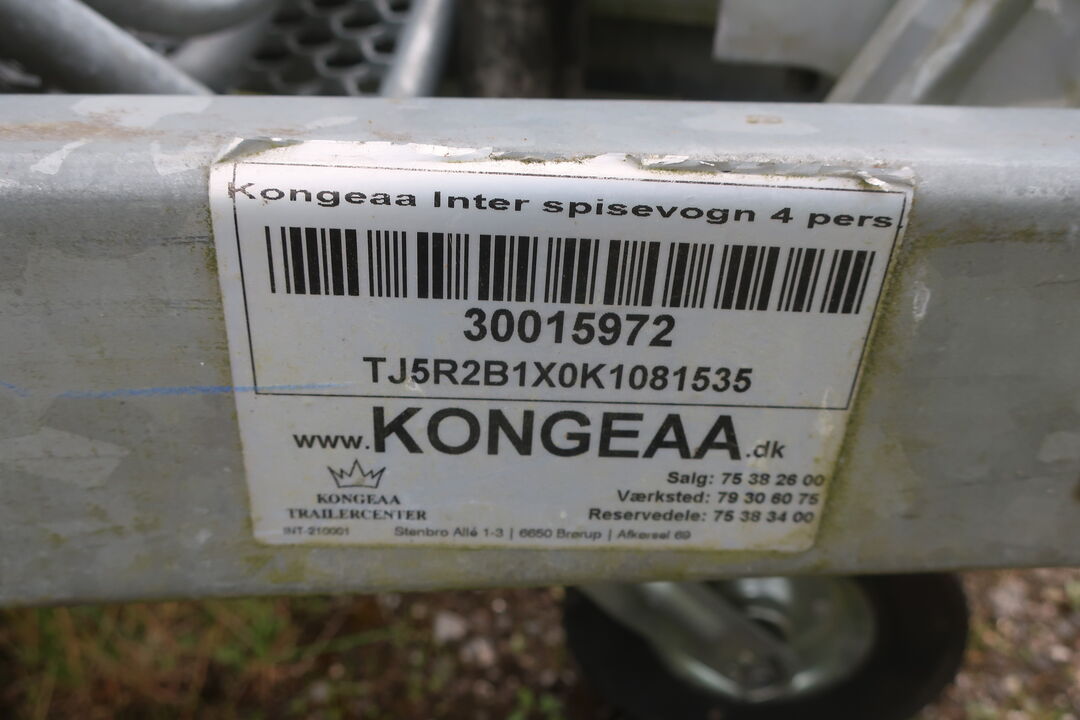 Kongeaa Inter spisevogn 4 pers.
30015972
TJ5R2B1X0K1081535
www.KONGEAA.dk
Salg: 75 38 26 00
Værksted: 79 30 60 75
Reservedele: 75 38 34 00
KONGEAA
TRAILERCENTER
INT-210001
Stenbro Allé 1-3 | 6650 Brørup | Afkørsel 69